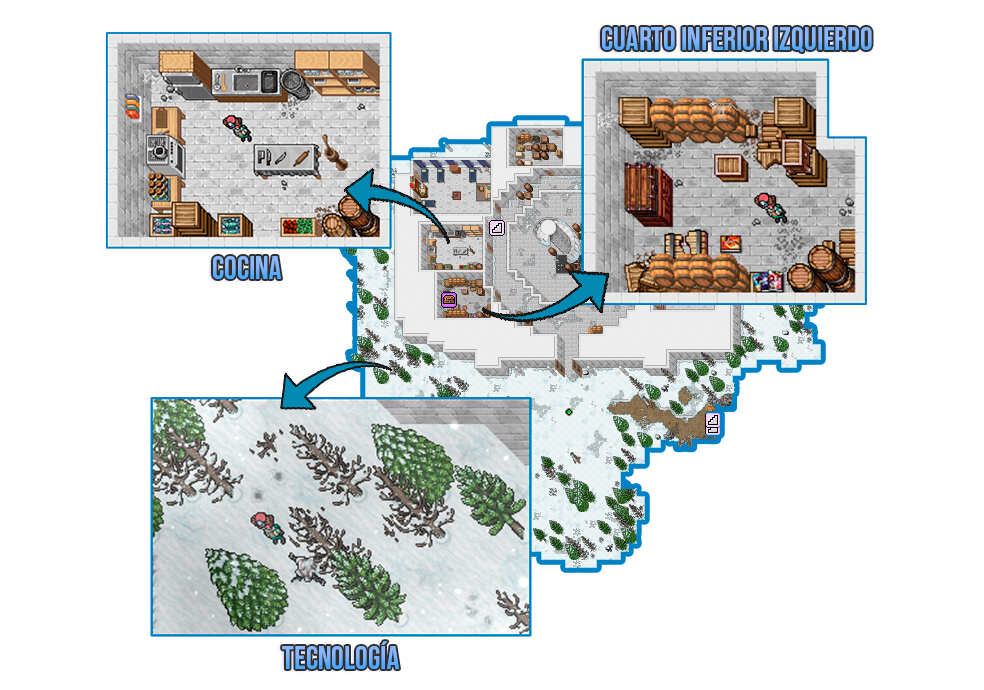 CUARTO INFERIOR IZQUIERDO
COCINA
TECNOLOGÍA